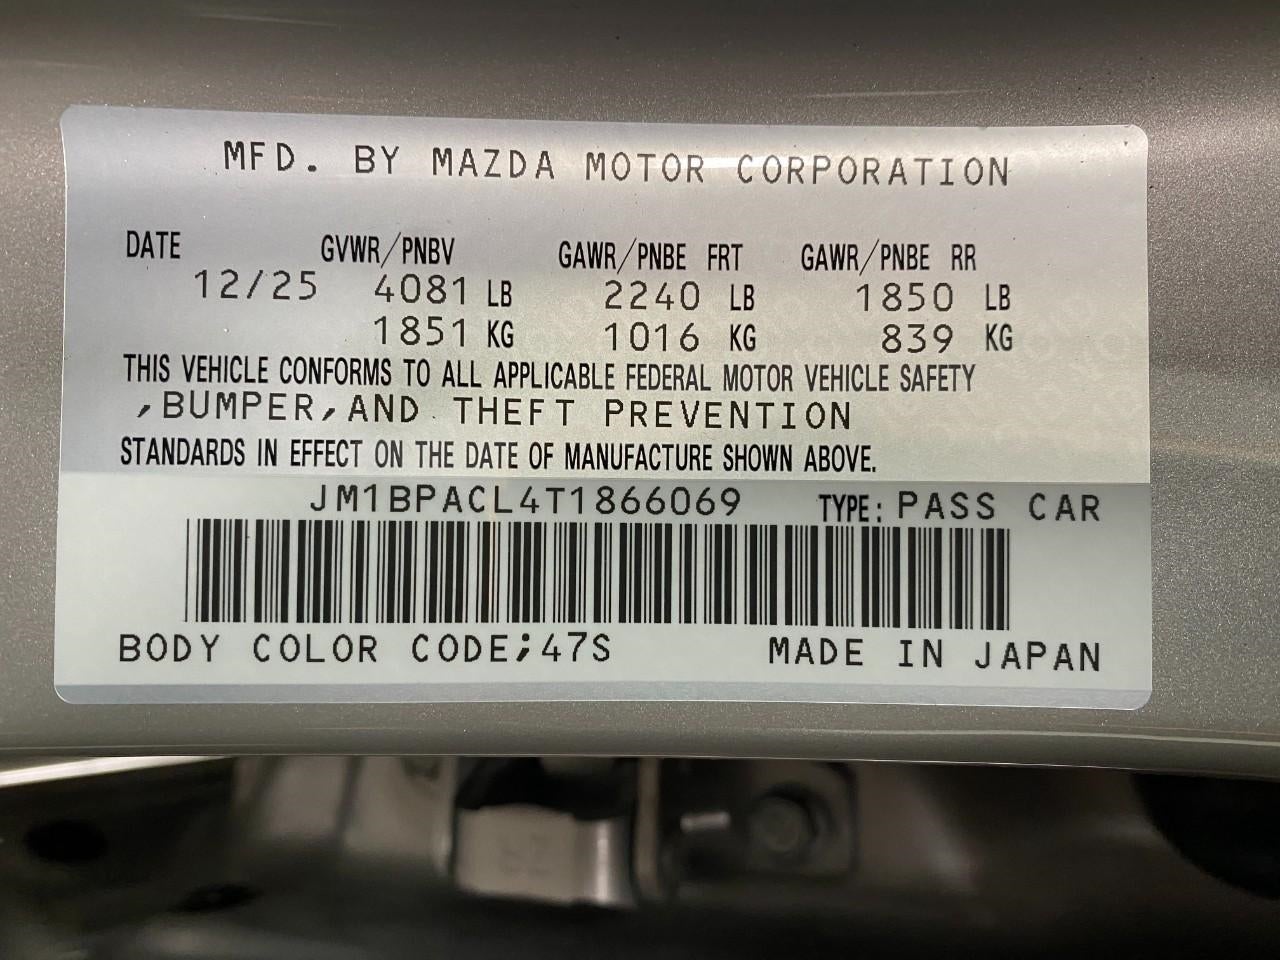 MFD. BY MAZDA MOTOR CORPORATION
DATE GVWR/PNBV GAWR/PNBE FRT GAWR/PNBE RR
12/25 4081 LB 2240 LB 1850 LB
1851 KG 1016 KG 839 KG
THIS VEHICLE CONFORMS TO ALL APPLICABLE FEDERAL MOTOR VEHICLE SAFETY
,BUMPER,AND THEFT PREVENTION
STANDARDS IN EFFECT ON THE DATE OF MANUFACTURE SHOWN ABOVE.
JM1BPACL4T1866069 TYPE: PASS CAR
BODY COLOR CODE;47S MADE IN JAPAN